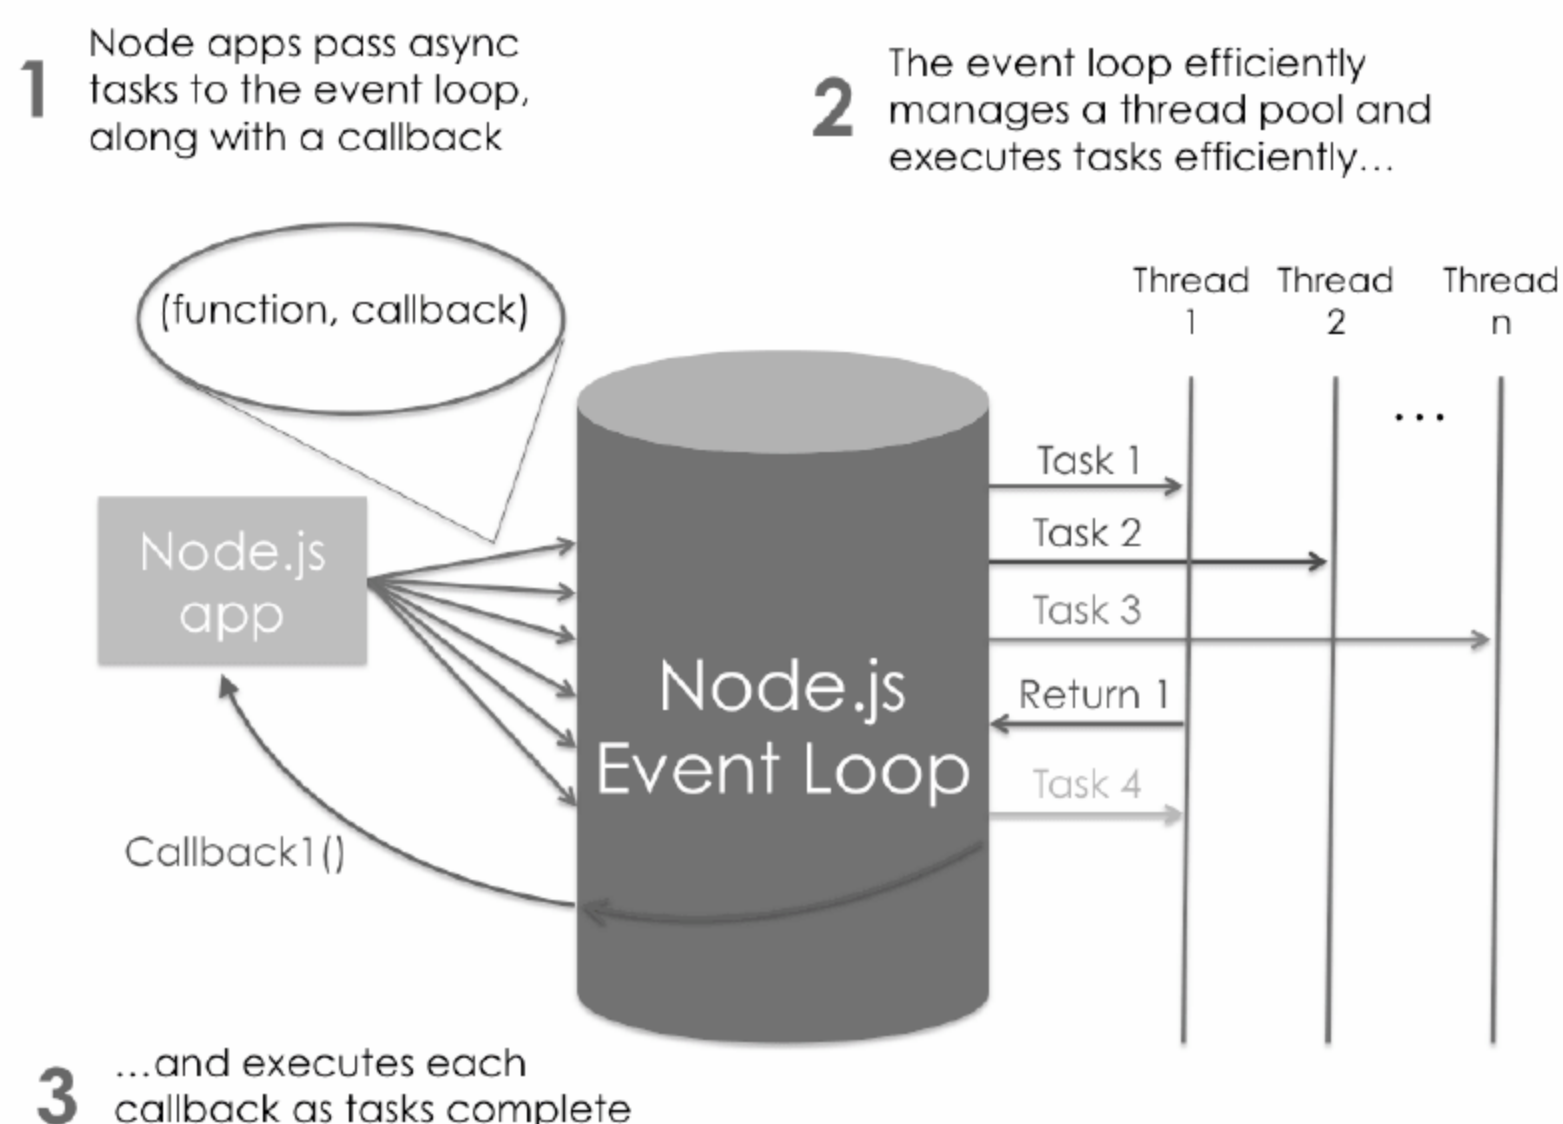 1
Node apps pass async
tasks to the event loop,
along with a callback
2
The event loop efficiently
manages a thread pool and
executes tasks efficiently...
(function, callback)
Thread
1
Thread
2
Thread
n
...
Node.js
app
Task 1
Task 2
Task 3
Return 1
Task 4
Node.js
Event Loop
Callback1()
3
...and executes each
callback as tasks complete